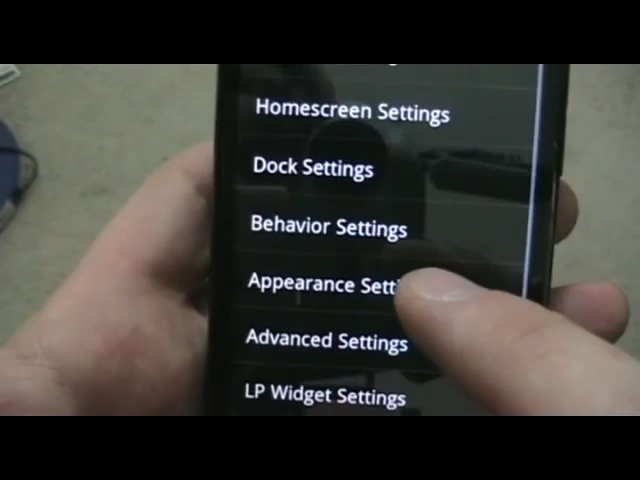 Homescreen Settings
Dock Settings
Behavior Settings
Appearance Setti
Advanced Settings
LP Widget Settings